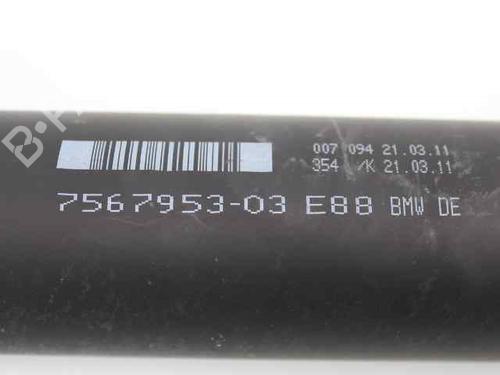 007 094 21.03.11
354 /K 21.03.11
7567953-03 E88 BMW DE